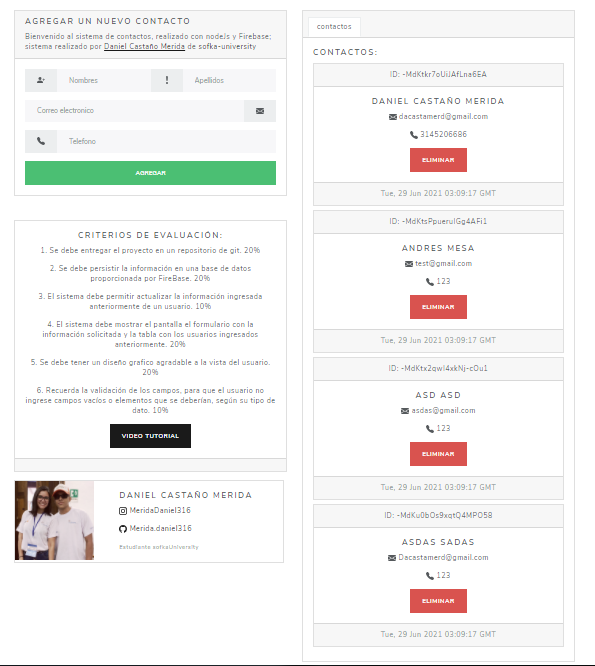 AGREGAR UN NUEVO CONTACTO
Bienvenido al sistema de contactos, realizado con nodeJs y Firebase;
sistema realizado por Daniel Castaño Merida de sofka-university
Nombres
Apellidos
Correo electronico
Telefono
AGREGAR
CRITERIOS DE EVALUACIÓN:
1. Se debe entregar el proyecto en un repositorio de git. 20%
2. Se debe persistir la información en una base de datos
proporcionada por FireBase. 20%
3. El sistema debe permitir actualizar la información ingresada
anteriormente de un usuario. 10%
4. El sistema debe mostrar el pantalla el formulario con la
información solicitada y la tabla con los usuarios ingresados
anteriormente. 20%
5. Se debe tener un diseño grafico agradable a la vista del usuario.
20%
6. Recuerda la validación de los campos, para que el usuario no
ingrese campos vacíos o elementos que se deberían, según su tipo de
dato. 10%
VIDEO TUTORIAL
DANIEL CASTAÑO MERIDA
MeridaDaniel316
Merida.daniel316
Estudiante sofkaUniversity
contactos
CONTACTOS:
ID: -MdKtkr7oUiJAfLna6EA
DANIEL CASTAÑO MERIDA
dacastamerd@gmail.com
3145206686
ELIMINAR
Tue, 29 Jun 2021 03:09:17 GMT
ID: -MdKtsPpueruIGg4AFi1
ANDRES MESA
test@gmail.com
123
ELIMINAR
Tue, 29 Jun 2021 03:09:17 GMT
ID: -MdKtx2qwI4xkNj-cOu1
ASD ASD
asdas@gmail.com
123
ELIMINAR
Tue, 29 Jun 2021 03:09:17 GMT
ID: -MdKu0bOs9xqtQ4MPO58
ASDAS SADAS
Dacastamerd@gmail.com
123
ELIMINAR
Tue, 29 Jun 2021 03:09:17 GMT